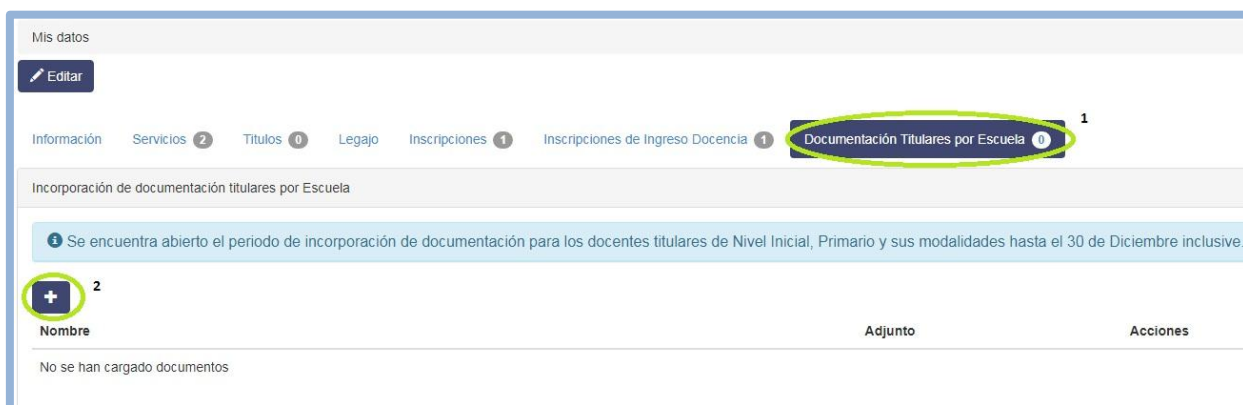 Mis datos
Editar
Información Servicios 2 Titulos 0 Legajo Inscripciones 1 Inscripciones de Ingreso Docencia 1 Documentación Titulares por Escuela 0 1
Incorporación de documentación titulares por Escuela
Se encuentra abierto el periodo de incorporación de documentación para los docentes titulares de Nivel Inicial, Primario y sus modalidades hasta el 30 de Diciembre inclusive.
+ 2
Nombre Adjunto Acciones
No se han cargado documentos